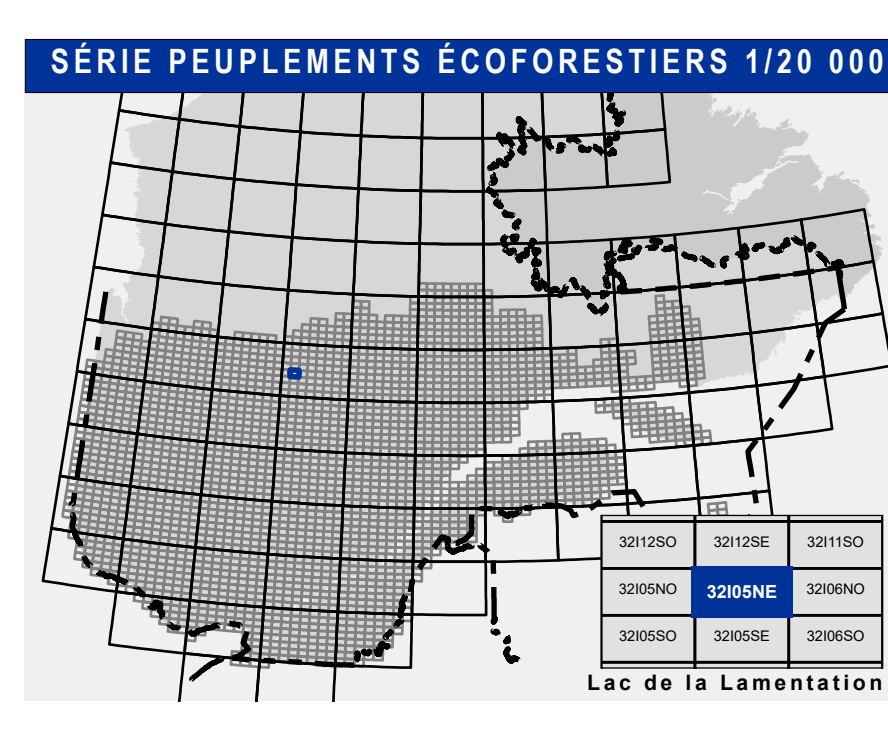 SÉRIE PEUPLEMENTS ÉCOFORESTIERS 1/20 000
32I12SO 32I12SE 32I11SO
32I05NO 32I05NE 32I06NO
32I05SO 32I05SE 32I06SO
Lac de la Lamentation